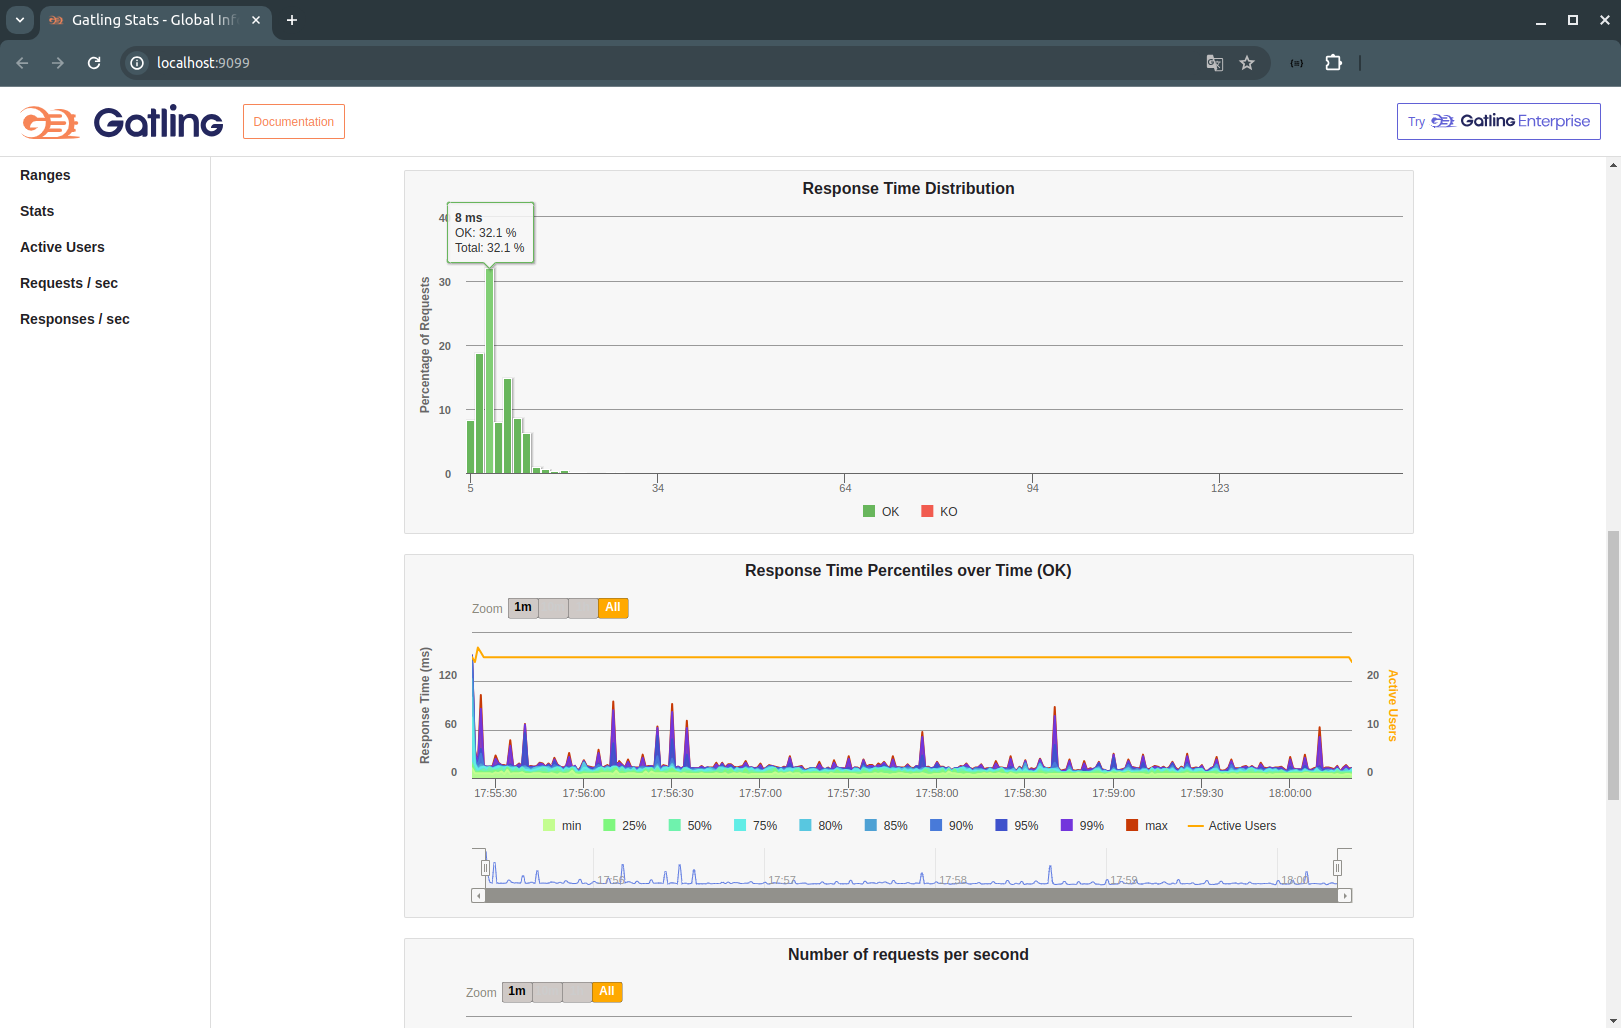 Gatling Stats - Global Inf
localhost:9099
Gatling
Documentation
Try Gatling Enterprise
Ranges
Stats
Active Users
Requests / sec
Responses / sec
Response Time Distribution
8 ms
OK: 32.1 %
Total: 32.1 %
Percentage of Requests
30
20
10
0
5 34 64 94 123
OK KO
Response Time Percentiles over Time (OK)
Zoom 1m All
Response Time (ms)
120
60
0
20
10
0
Active Users
17:55:30 17:56:00 17:56:30 17:57:00 17:57:30 17:58:00 17:58:30 17:59:00 17:59:30 18:00:00
min 25% 50% 75% 80% 85% 90% 95% 99% max Active Users
17:56 17:57 17:58 17:59 18:00
Number of requests per second
Zoom 1m All